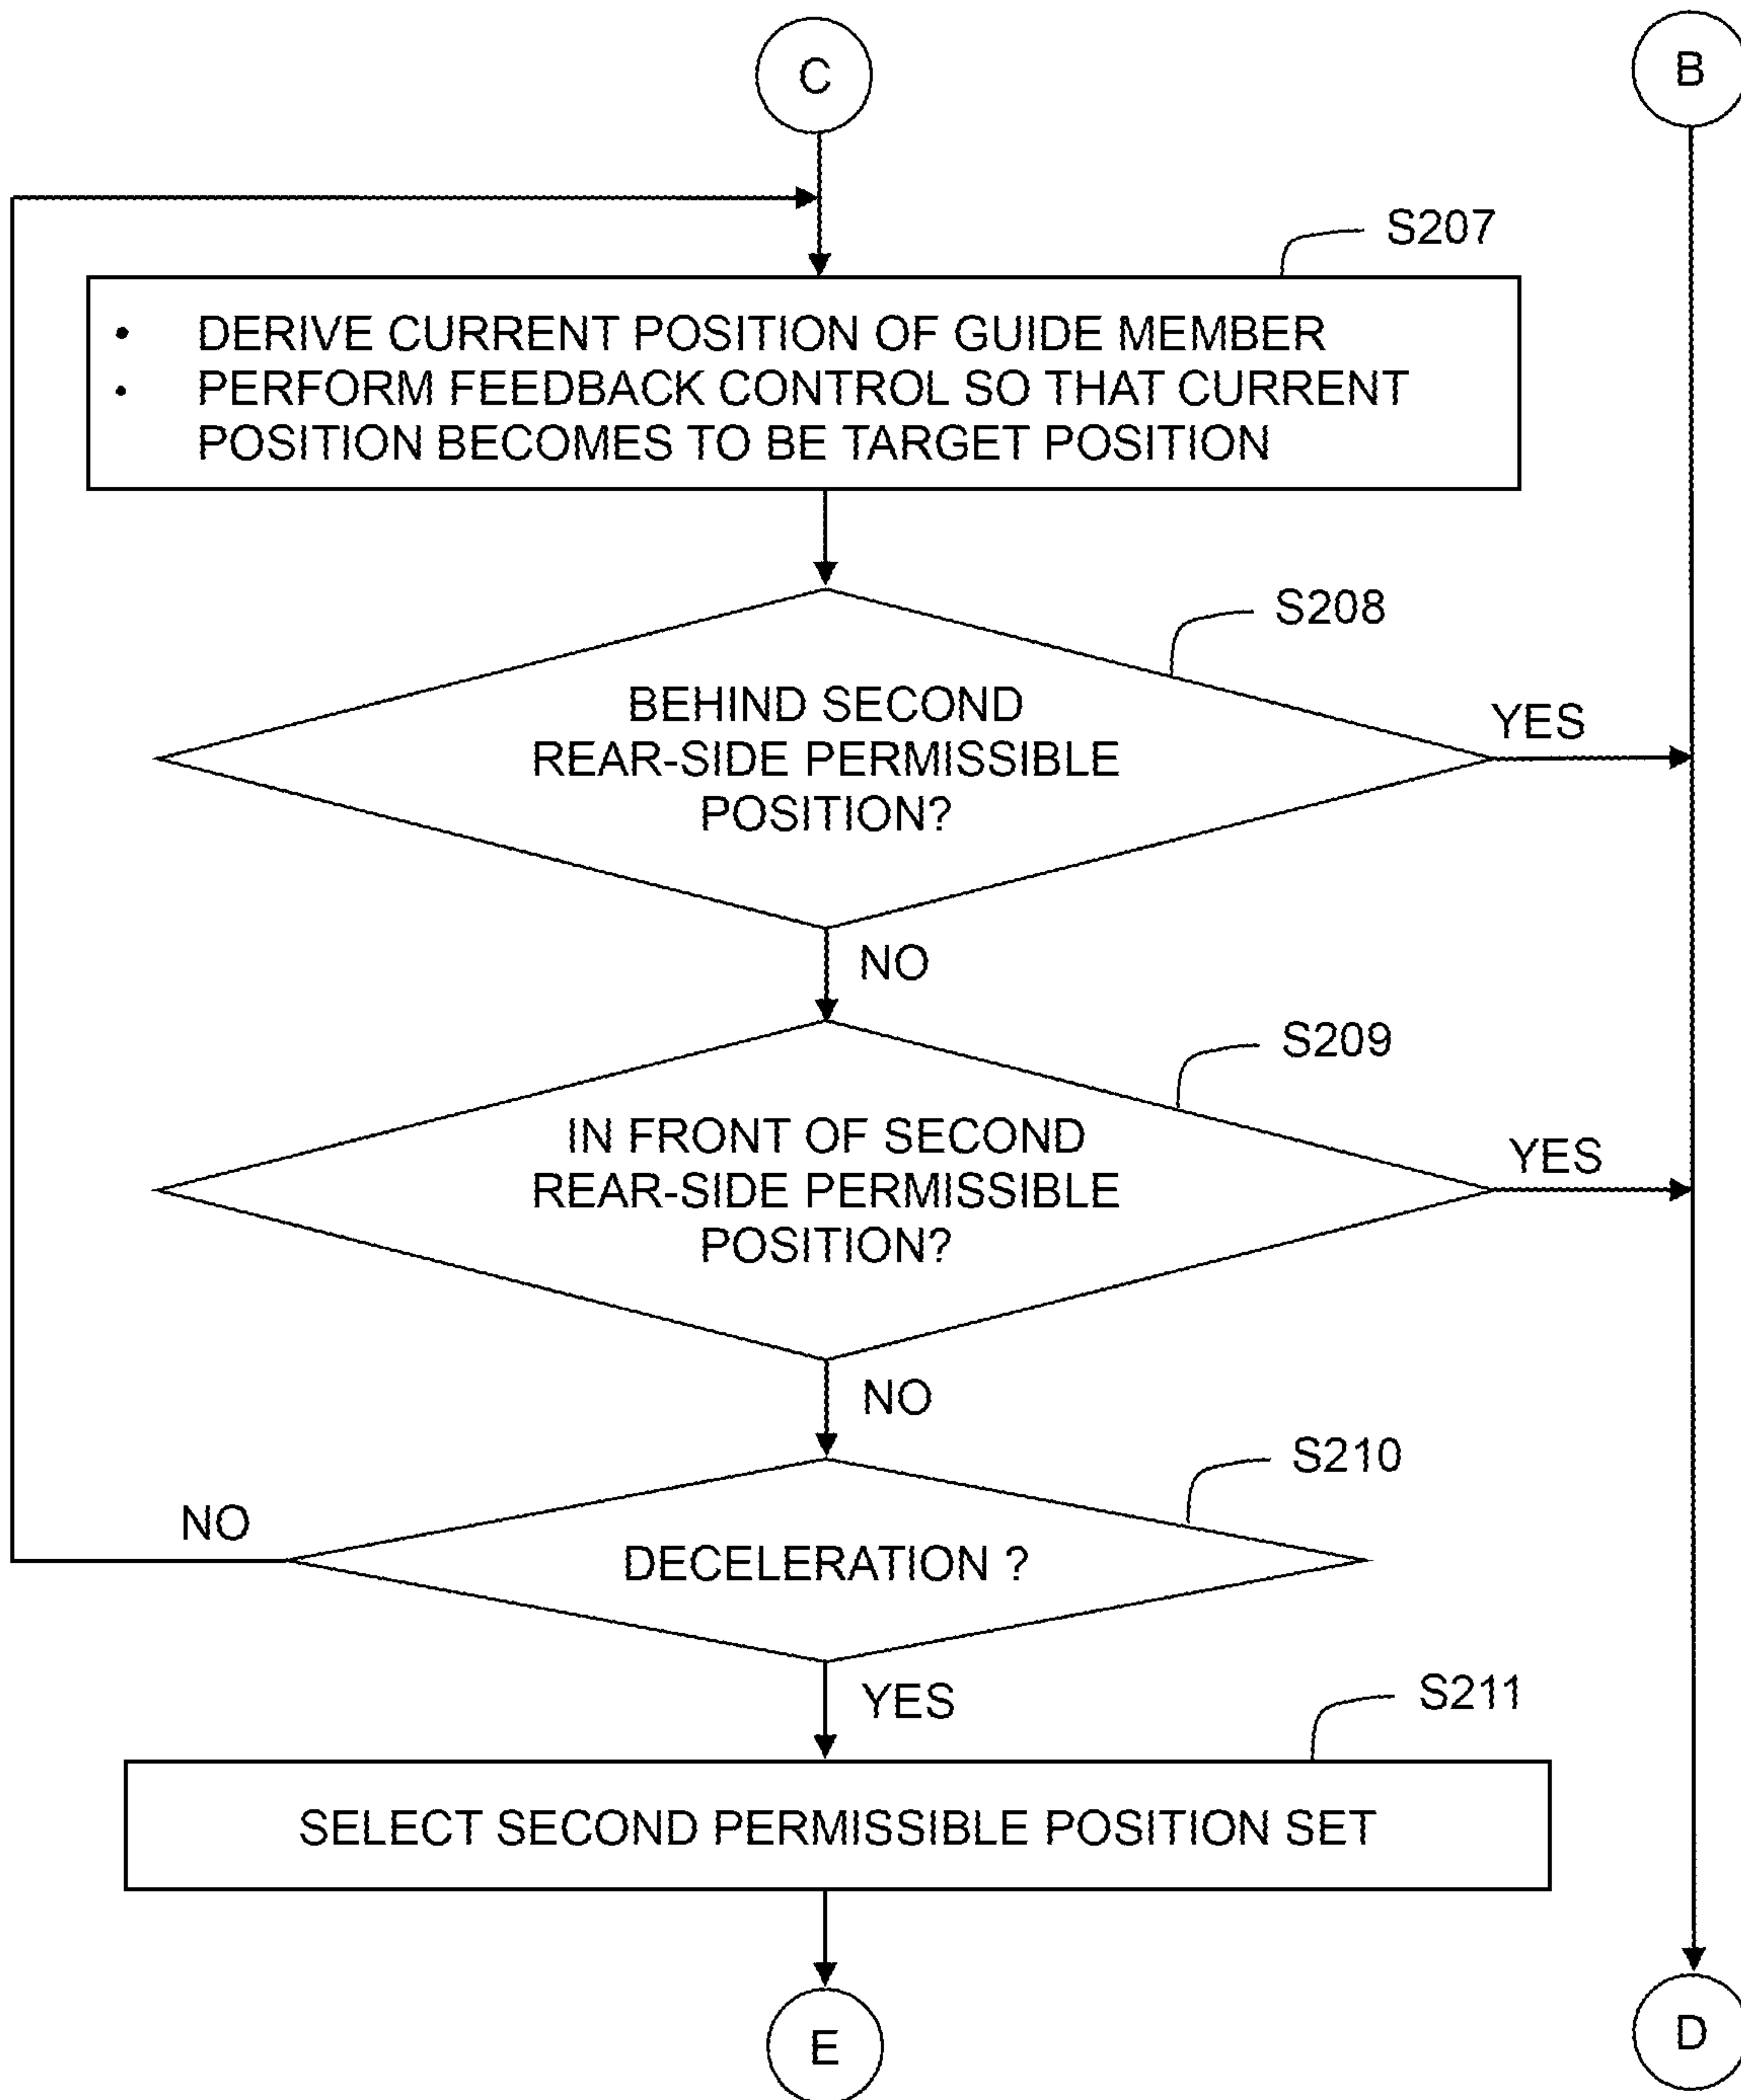 C
B
S207
• DERIVE CURRENT POSITION OF GUIDE MEMBER
• PERFORM FEEDBACK CONTROL SO THAT CURRENT
POSITION BECOMES TO BE TARGET POSITION
S208
BEHIND SECOND
REAR-SIDE PERMISSIBLE
POSITION?
YES
NO
S209
IN FRONT OF SECOND
REAR-SIDE PERMISSIBLE
POSITION?
YES
NO
S210
NO
DECELERATION ?
YES
S211
SELECT SECOND PERMISSIBLE POSITION SET
E
D